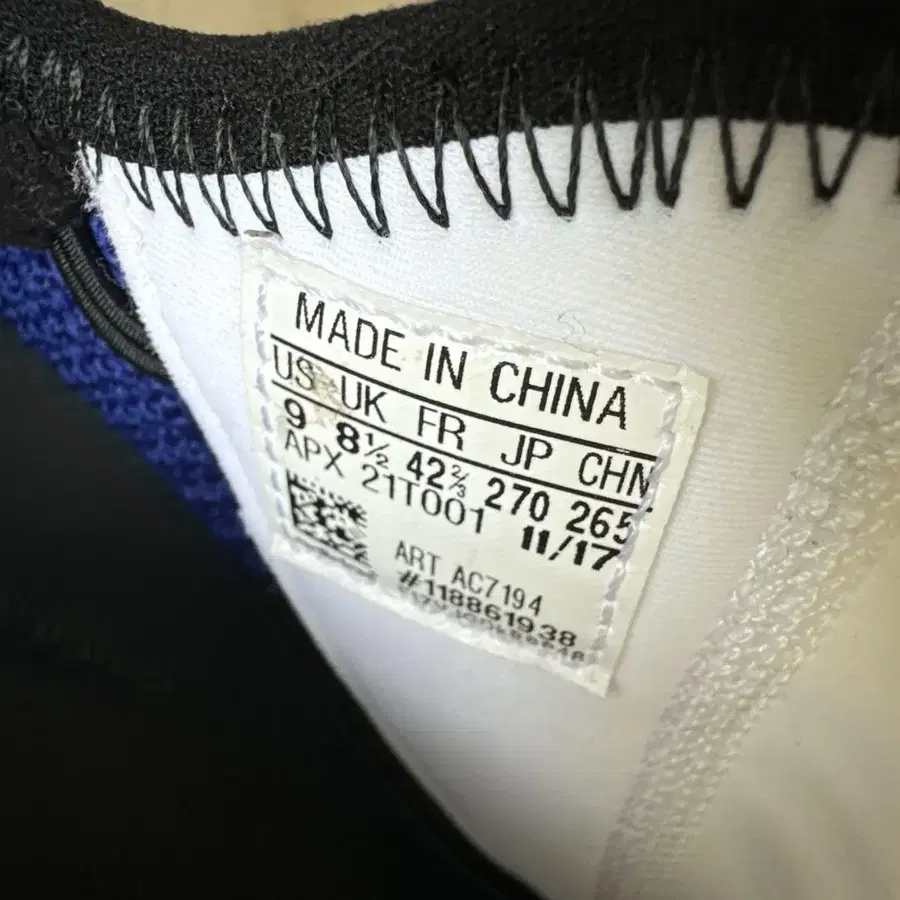 MADE IN CHINA
US UK FR JP CHN
9 8½ 42⅔ 270 265
APX 21T001 11/17
ART AC7194
#118861938